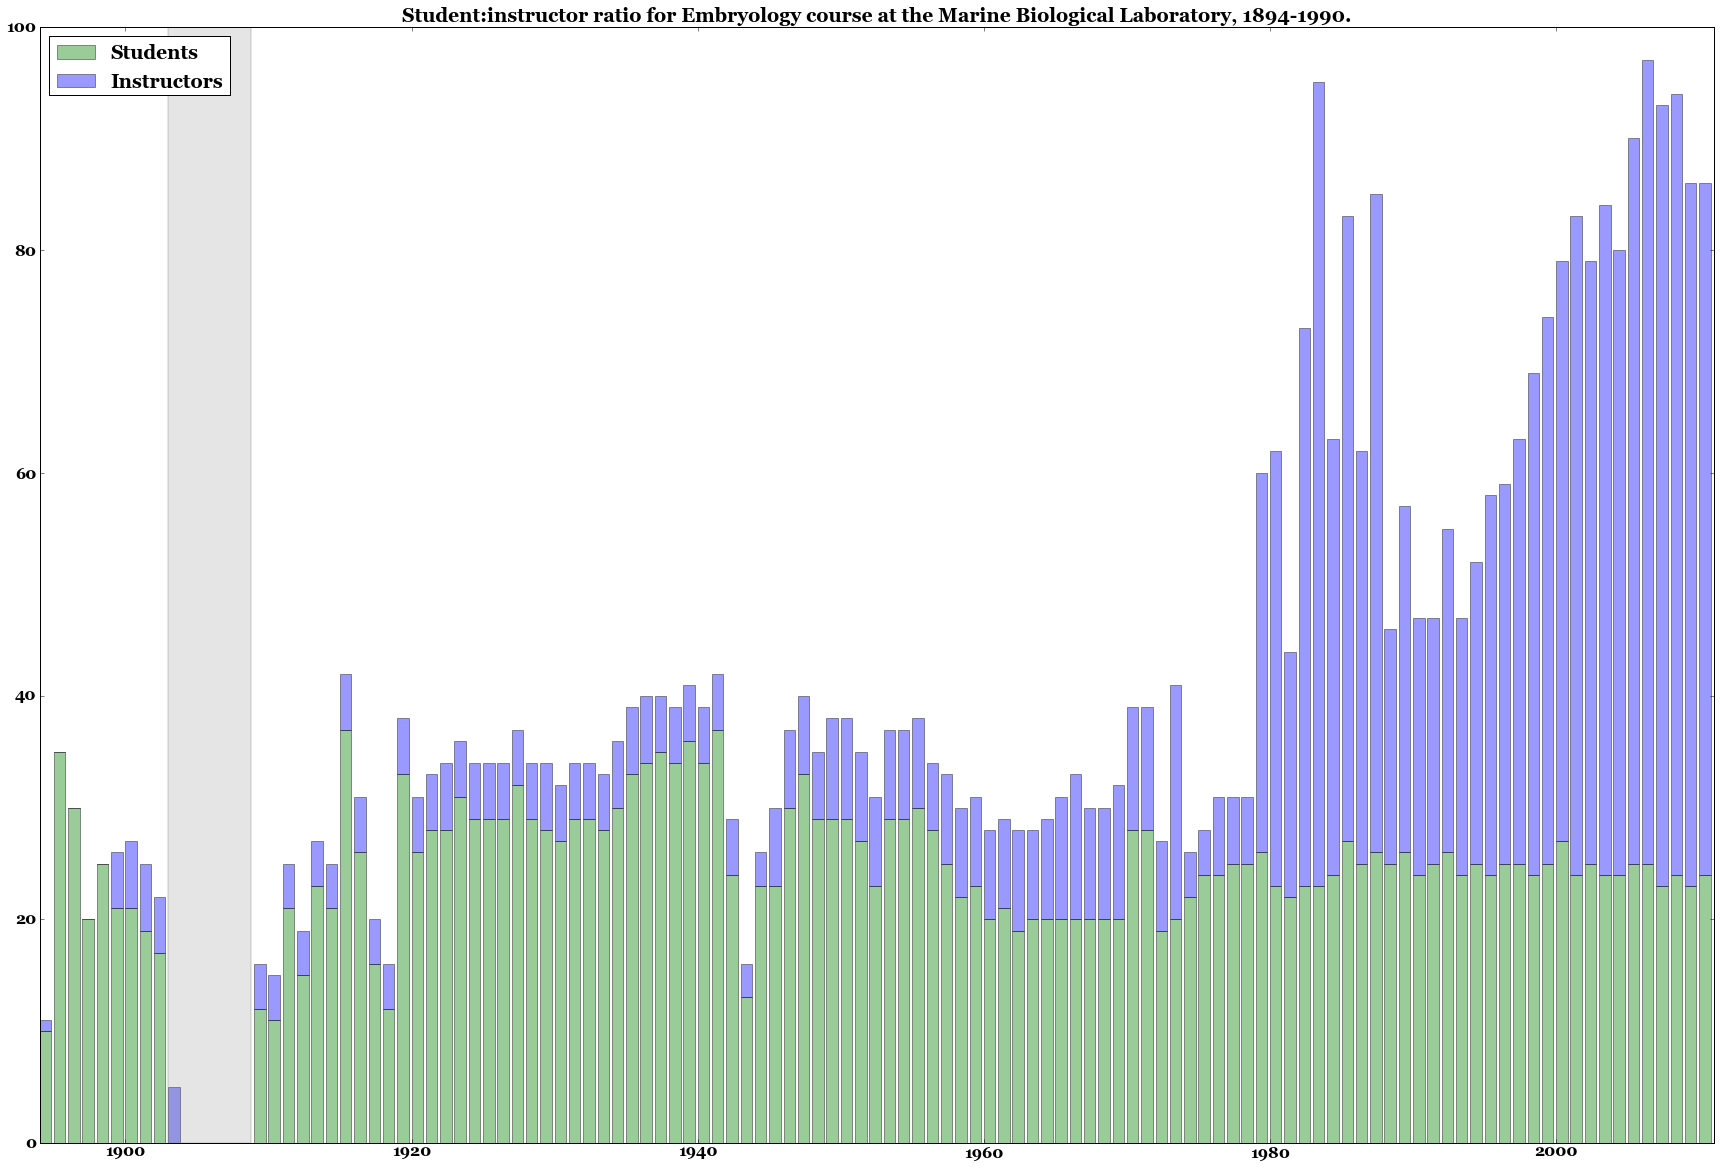 Student:instructor ratio for Embryology course at the Marine Biological Laboratory, 1894-1990.
100
Students
Instructors
80
60
40
20
0
1900 1920 1940 1960 1980 2000